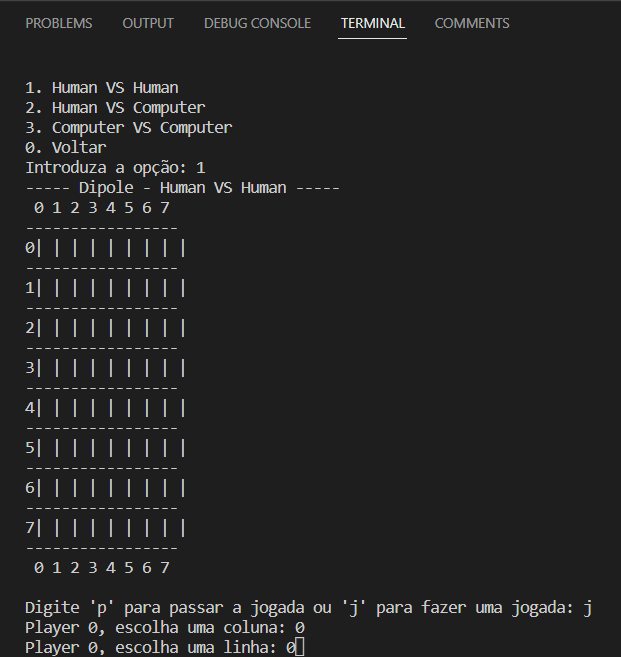 PROBLEMS OUTPUT DEBUG CONSOLE TERMINAL COMMENTS
1. Human VS Human
2. Human VS Computer
3. Computer VS Computer
0. Voltar
Introduza a opção: 1
----- Dipole - Human VS Human -----
 0 1 2 3 4 5 6 7
-----------------
0| | | | | | | | |
-----------------
1| | | | | | | | |
-----------------
2| | | | | | | | |
-----------------
3| | | | | | | | |
-----------------
4| | | | | | | | |
-----------------
5| | | | | | | | |
-----------------
6| | | | | | | | |
-----------------
7| | | | | | | | |
-----------------
 0 1 2 3 4 5 6 7
Digite 'p' para passar a jogada ou 'j' para fazer uma jogada: j
Player 0, escolha uma coluna: 0
Player 0, escolha uma linha: 0